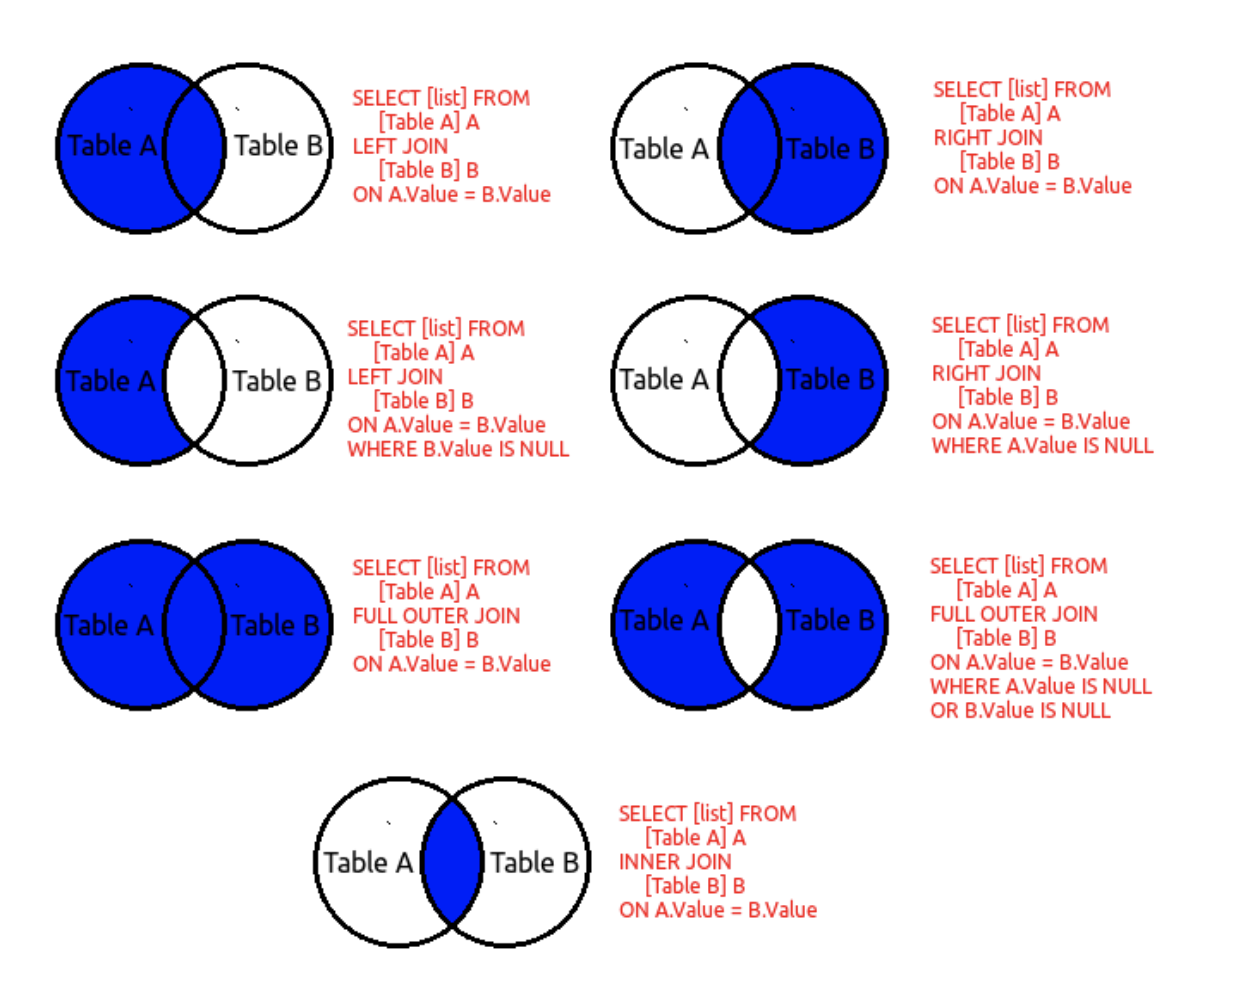 Table A
Table B
SELECT [list] FROM
[Table A] A
LEFT JOIN
[Table B] B
ON A.Value = B.Value
Table A
Table B
SELECT [list] FROM
[Table A] A
RIGHT JOIN
[Table B] B
ON A.Value = B.Value
Table A
Table B
SELECT [list] FROM
[Table A] A
LEFT JOIN
[Table B] B
ON A.Value = B.Value
WHERE B.Value IS NULL
Table A
Table B
SELECT [list] FROM
[Table A] A
RIGHT JOIN
[Table B] B
ON A.Value = B.Value
WHERE A.Value IS NULL
Table A
Table B
SELECT [list] FROM
[Table A] A
FULL OUTER JOIN
[Table B] B
ON A.Value = B.Value
Table A
Table B
SELECT [list] FROM
[Table A] A
FULL OUTER JOIN
[Table B] B
ON A.Value = B.Value
WHERE A.Value IS NULL
OR B.Value IS NULL
Table A
Table B
SELECT [list] FROM
[Table A] A
INNER JOIN
[Table B] B
ON A.Value = B.Value